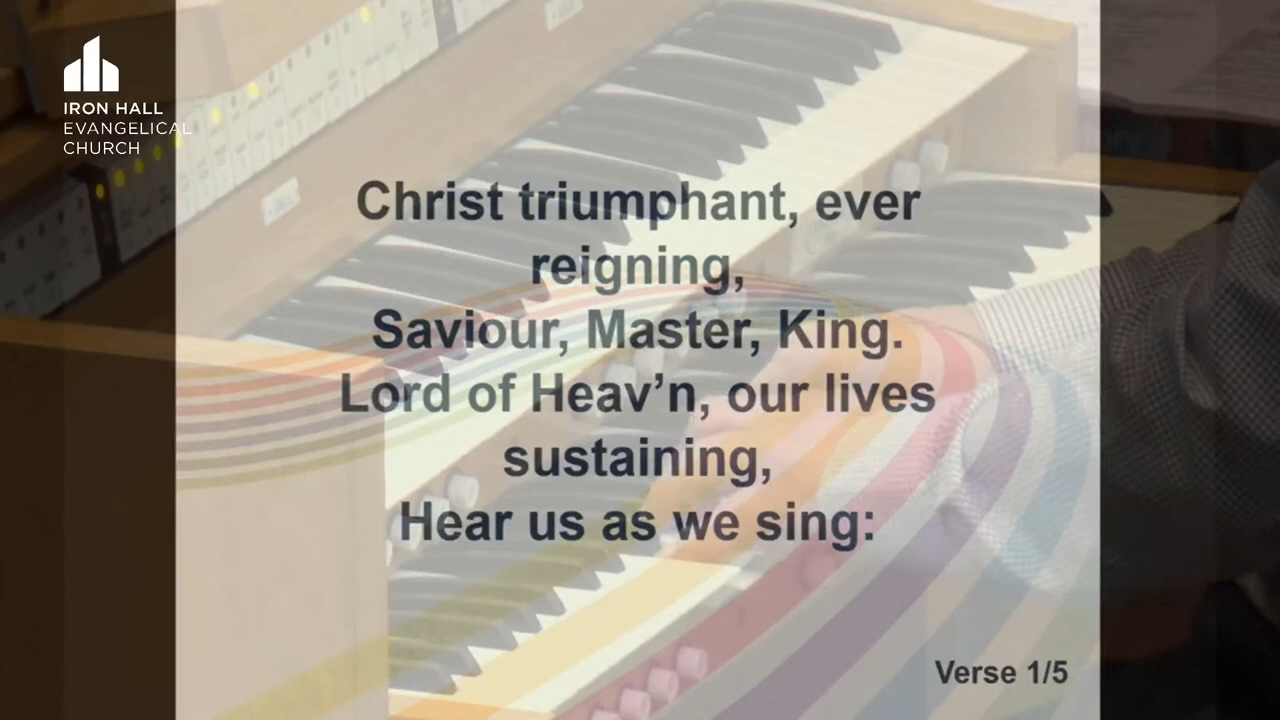 IRON HALL
EVANGELICAL
CHURCH
Christ triumphant, ever
reigning,
Saviour, Master, King.
Lord of Heav’n, our lives
sustaining,
Hear us as we sing:
Verse 1/5